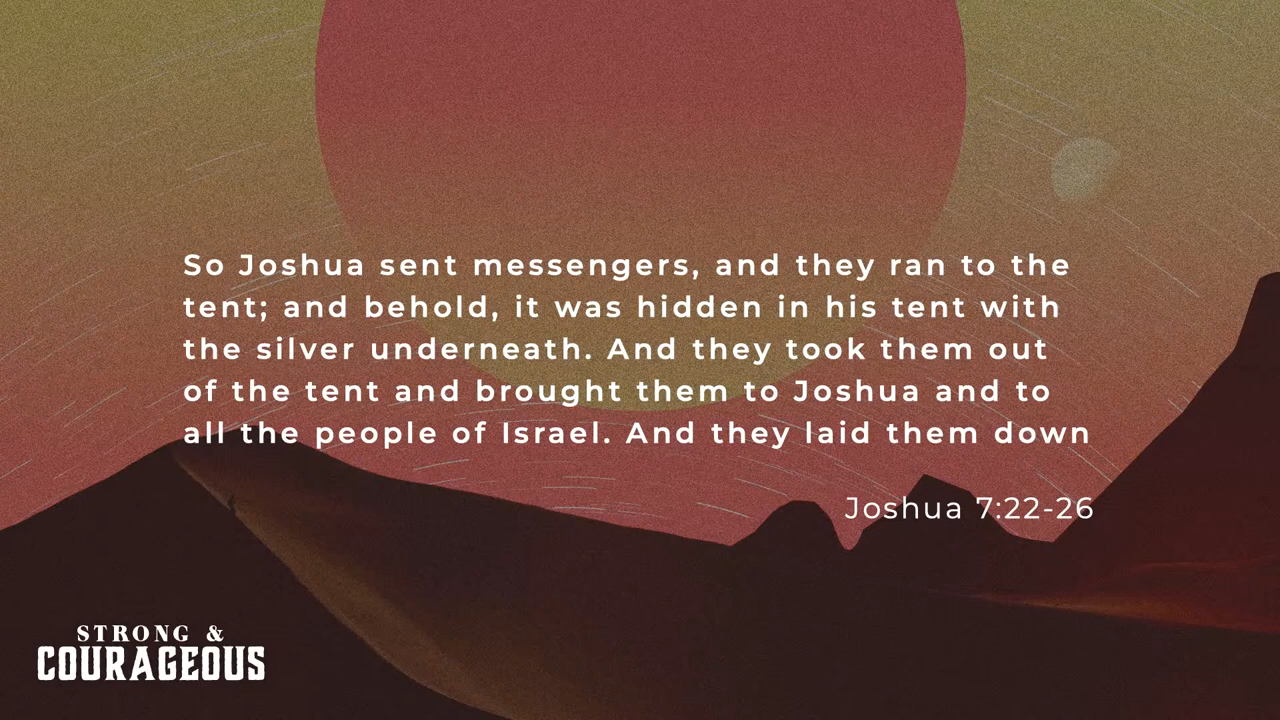 So Joshua sent messengers, and they ran to the
tent; and behold, it was hidden in his tent with
the silver underneath. And they took them out
of the tent and brought them to Joshua and to
all the people of Israel. And they laid them down
Joshua 7:22-26
STRONG &
COURAGEOUS